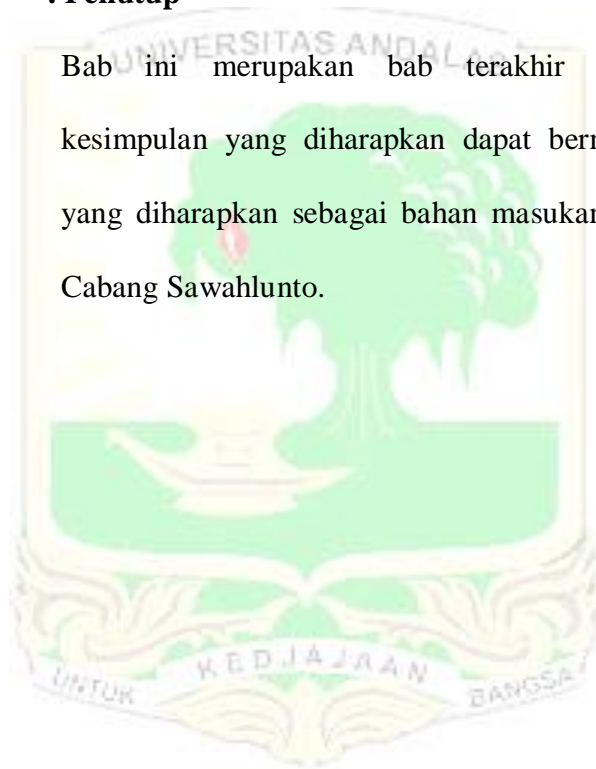 : Penutup
UNIVERSITAS ANDALAS
Bab ini merupakan bab terakhir
kesimpulan yang diharapkan dapat
yang diharapkan sebagai bahan masukan
Cabang Sawahlunto.
UNTUK KEDJAJAAN BANGSA